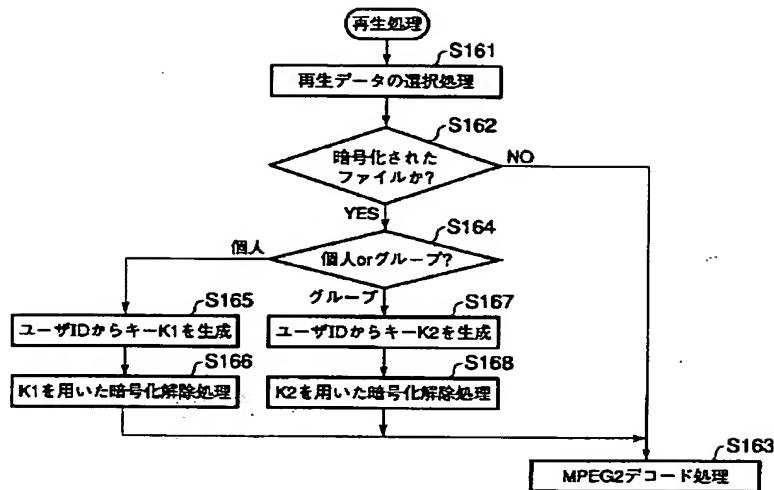 再生処理
S161
再生データの選択処理
S162
暗号化された
ファイルか?
NO
YES
S164
個人
個人orグループ?
グループ
S165
ユーザIDからキーK1を生成
S167
ユーザIDからキーK2を生成
S166
K1を用いた暗号化解除処理
S168
K2を用いた暗号化解除処理
S163
MPEG2デコード処理